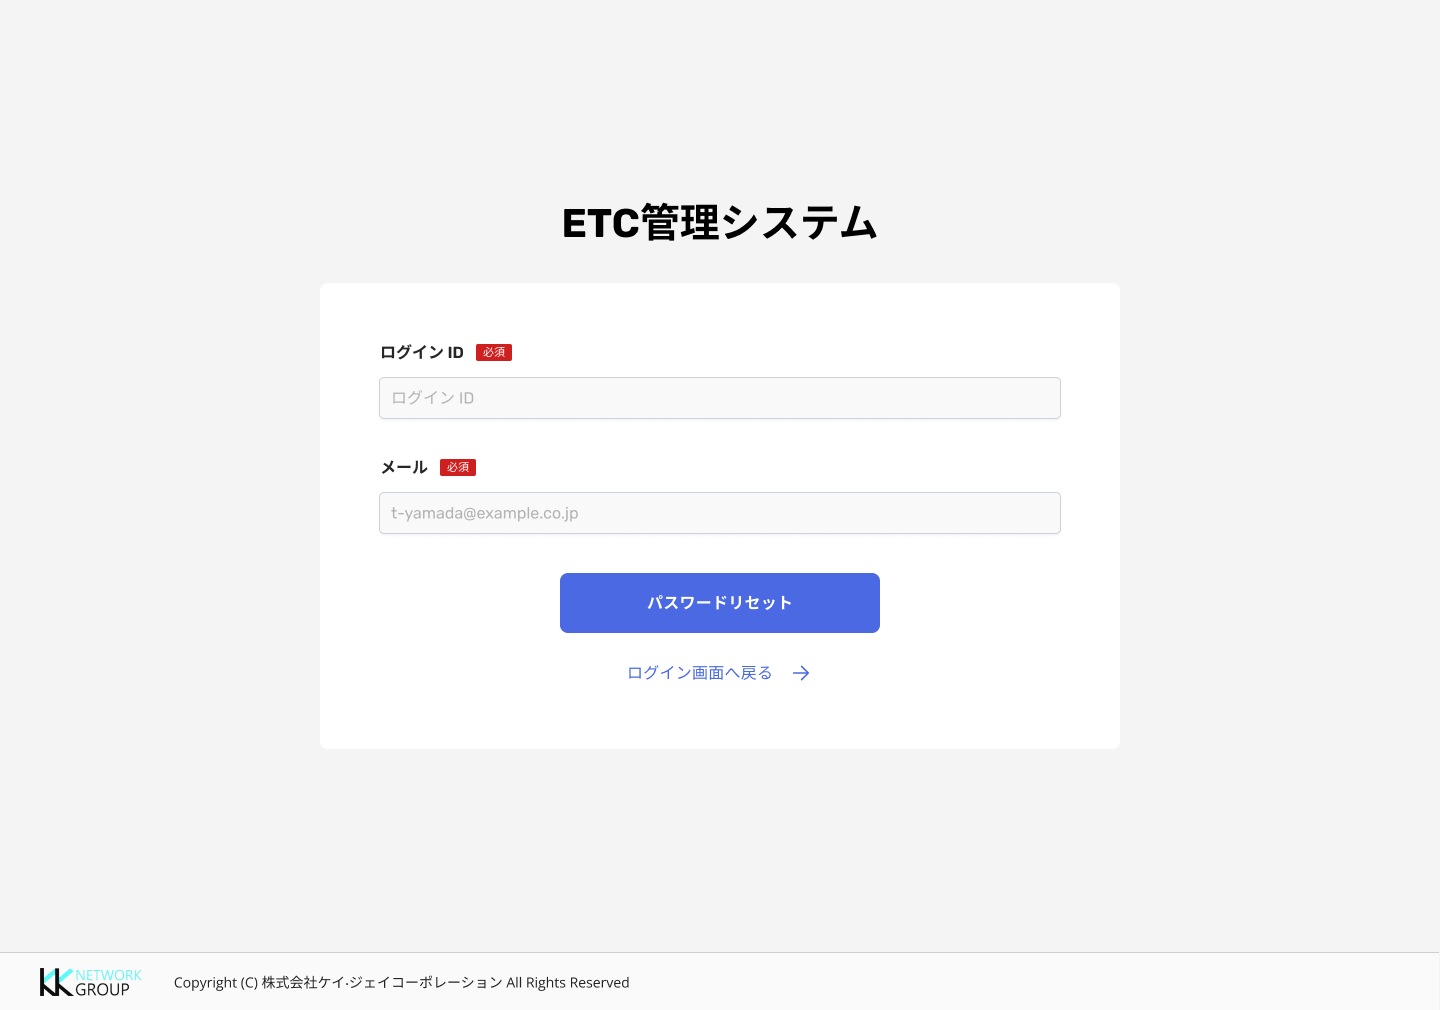 ETC管理システム
ログイン ID 必須
ログイン ID
メール 必須
t-yamada@example.co.jp
パスワードリセット
ログイン画面へ戻る
KK NETWORK
GROUP
Copyright (C) 株式会社ケイ・ジェイコーポレーション All Rights Reserved